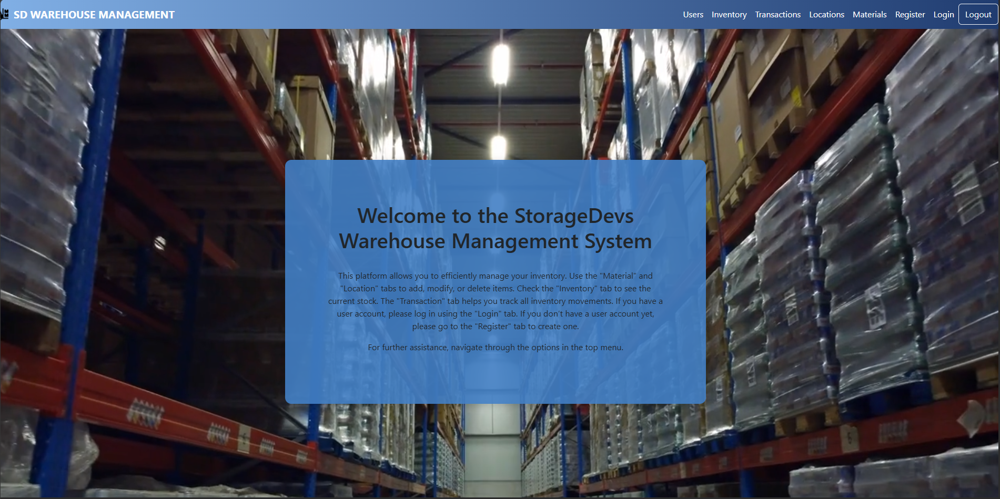 SD WAREHOUSE MANAGEMENT
Users Inventory Transactions Locations Materials Register Login Logout
Welcome to the StorageDevs
Warehouse Management System
This platform allows you to efficiently manage your inventory. Use the "Material" and
"Location" tabs to add, modify, or delete items. Check the "Inventory" tab to see the
current stock. The "Transaction" tab helps you track all inventory movements. If you have a
user account, please log in using the "Login" tab. If you don't have a user account yet,
please go to the "Register" tab to create one.
For further assistance, navigate through the options in the top menu.